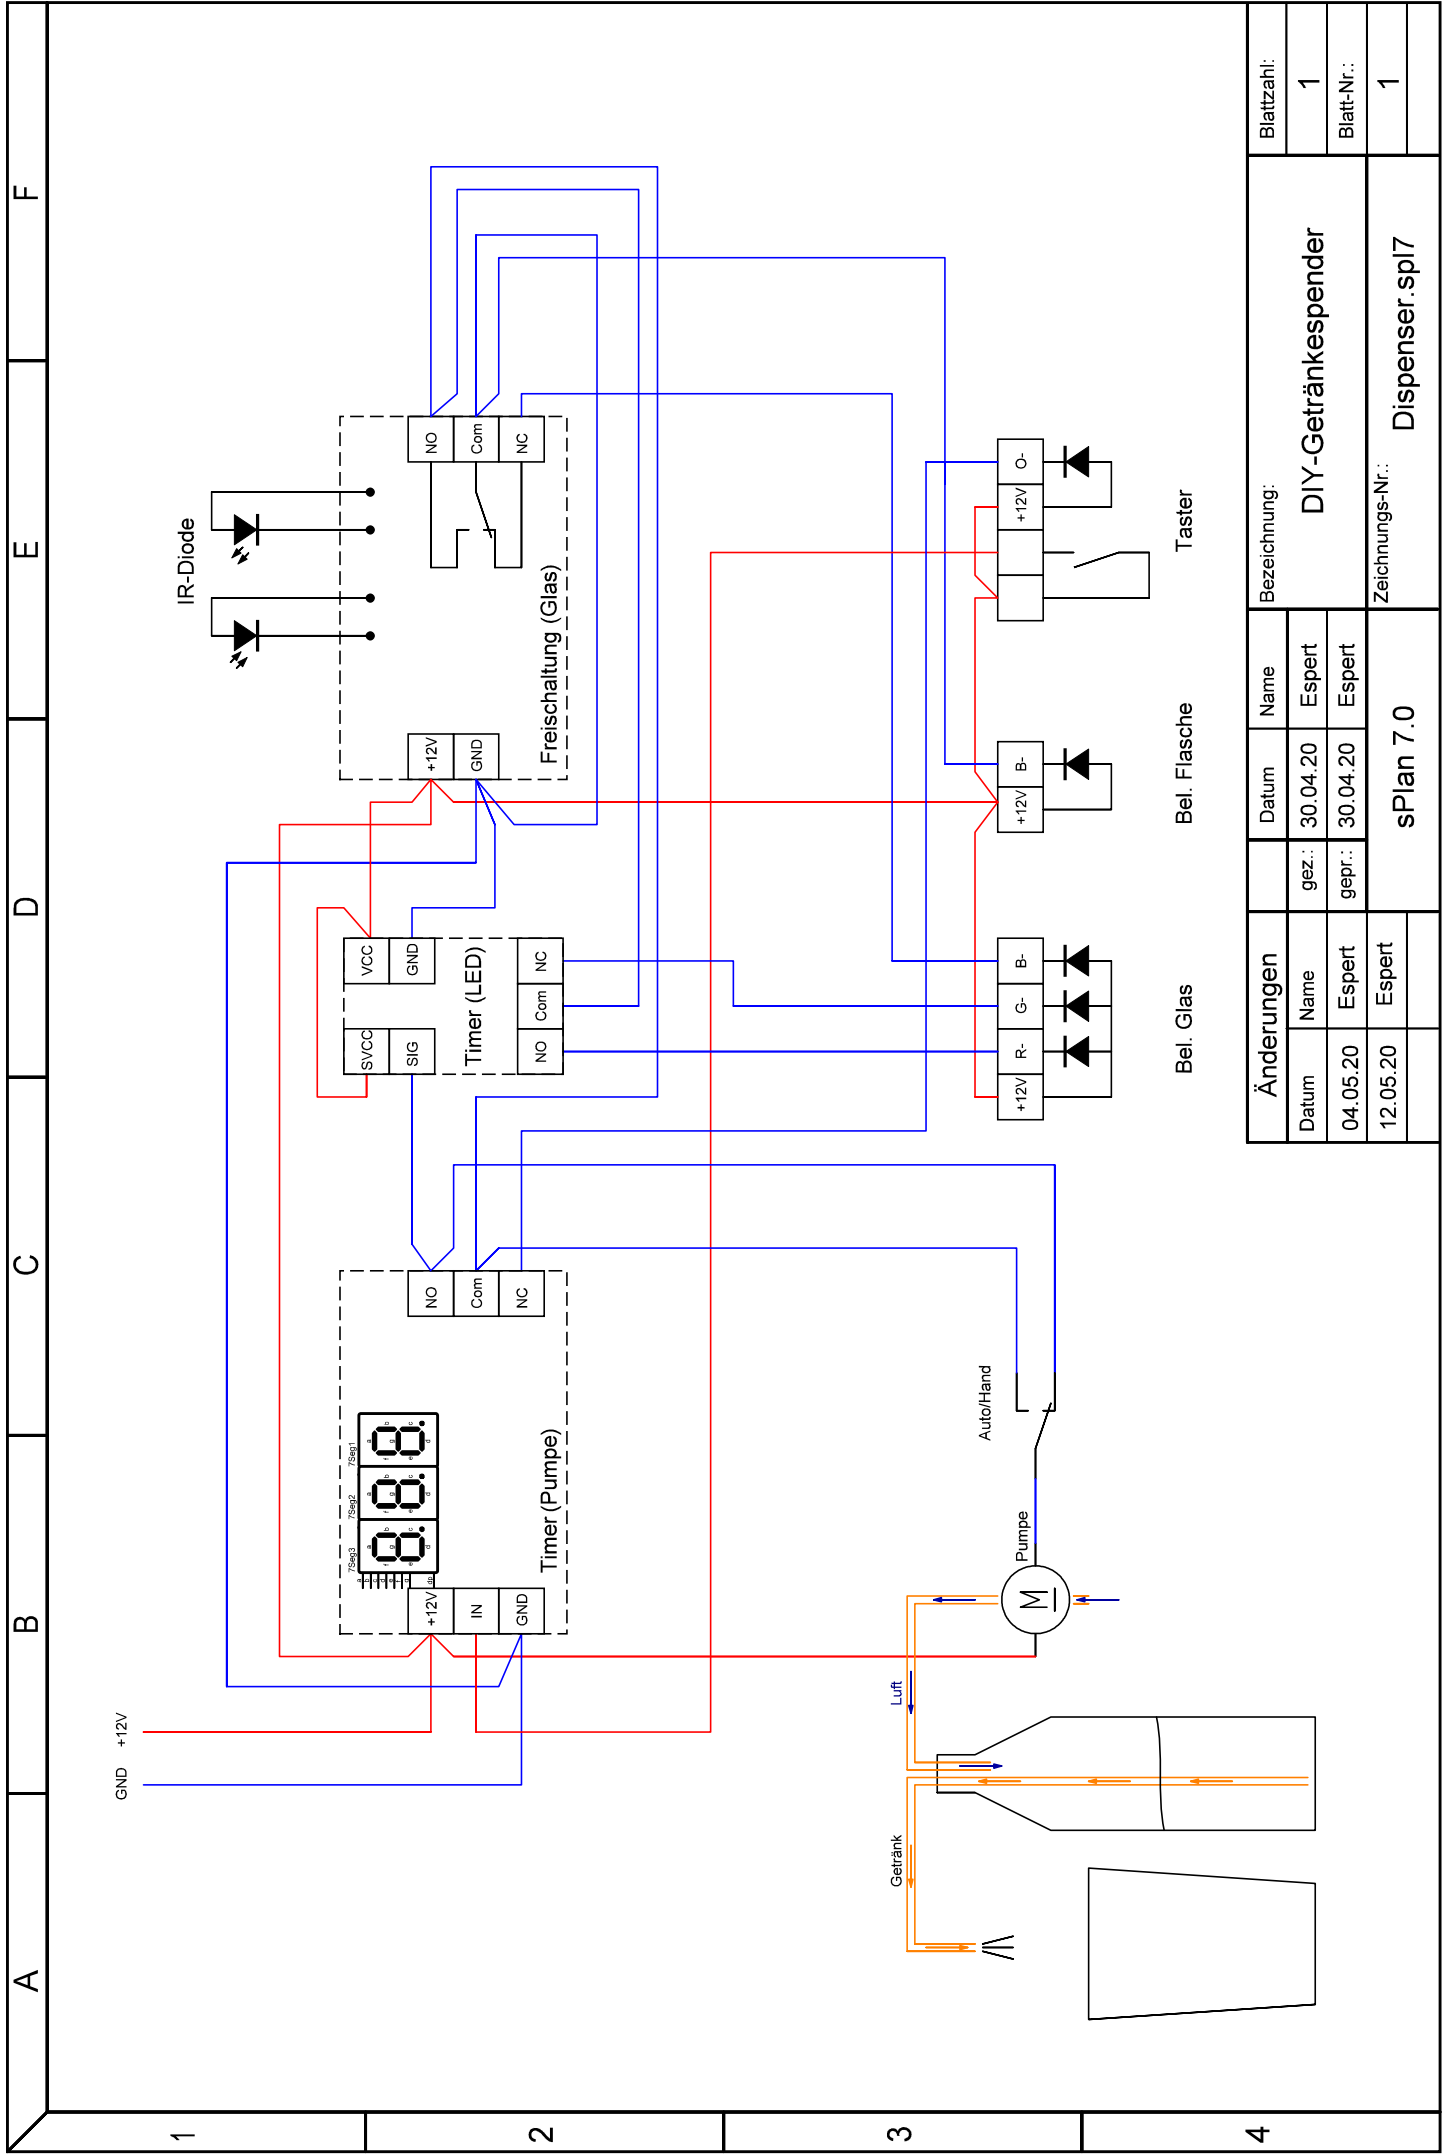 A B C D E F
1
2
3
4
GND +12V
IR-Diode
7Seg3 7Seg2 7Seg1
a b c d e f g dp
a b c d e f g
a b c d e f g
a b c d e f g
+12V
IN
GND
NO
Com
NC
Timer (Pumpe)
SVCC VCC
SIG GND
Timer (LED)
NO Com NC
+12V
GND
NO
Com
NC
Freischaltung (Glas)
Getränk
Luft
Pumpe
M
Auto/Hand
+12V R- G- B-
Bel. Glas
+12V B-
Bel. Flasche
+12V O-
Taster
Änderungen
Datum Name
04.05.20 Espert
12.05.20 Espert
Datum Name
gez.: 30.04.20 Espert
gepr.: 30.04.20 Espert
sPlan 7.0
Bezeichnung:
DIY-Getränkespender
Zeichnungs-Nr.:
Dispenser.spl7
Blattzahl:
1
Blatt-Nr.:
1